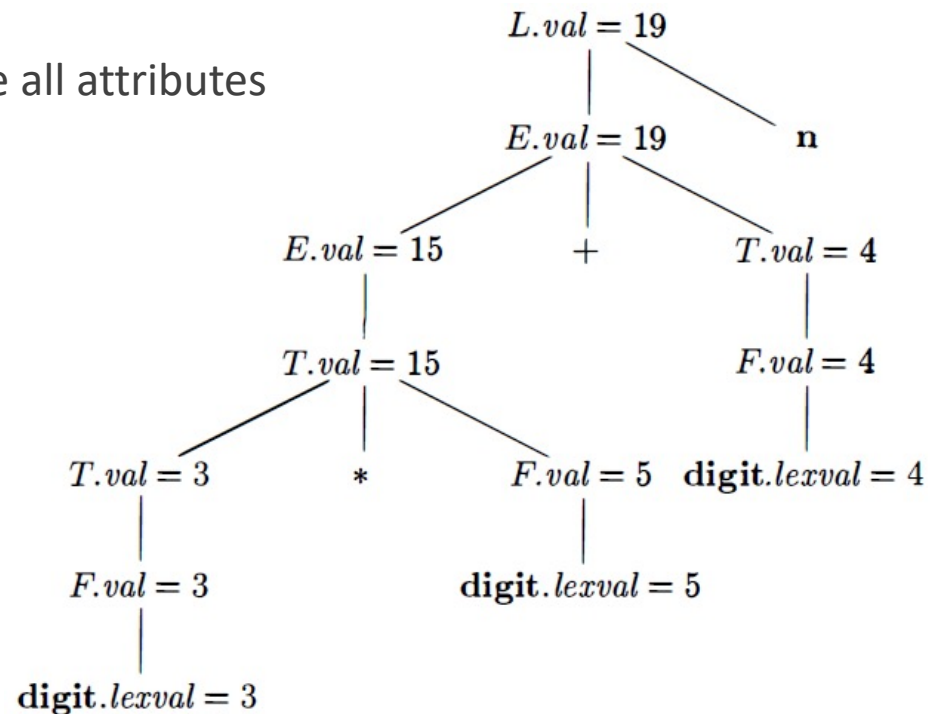 L.val = 19
e all attributes
E.val = 19 n
E.val = 15 + T.val = 4
T.val = 15 F.val = 4
T.val = 3 * F.val = 5 digit.lexval = 4
F.val = 3 digit.lexval = 5
digit.lexval = 3